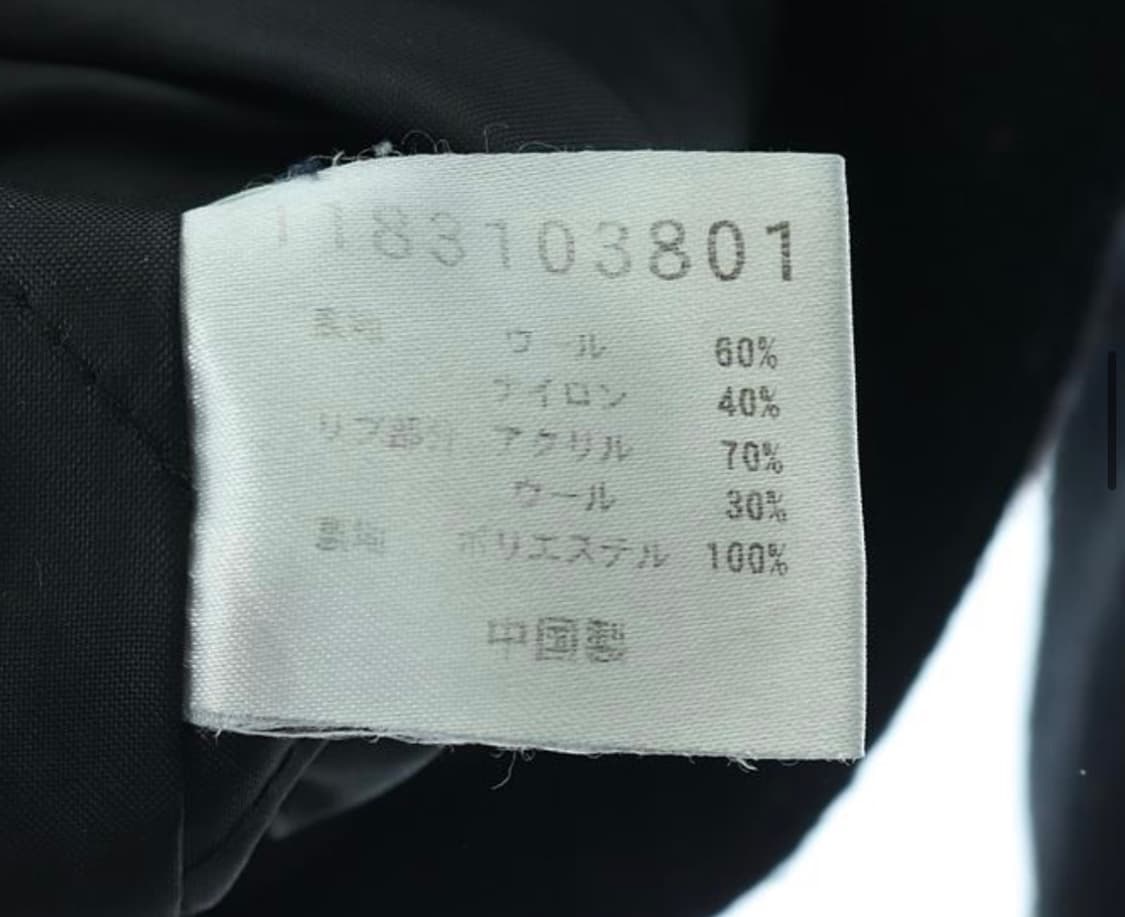 1183103801
表地 ウール 60%
ナイロン 40%
リブ部分 アクリル 70%
ウール 30%
裏地 ポリエステル 100%
中国製